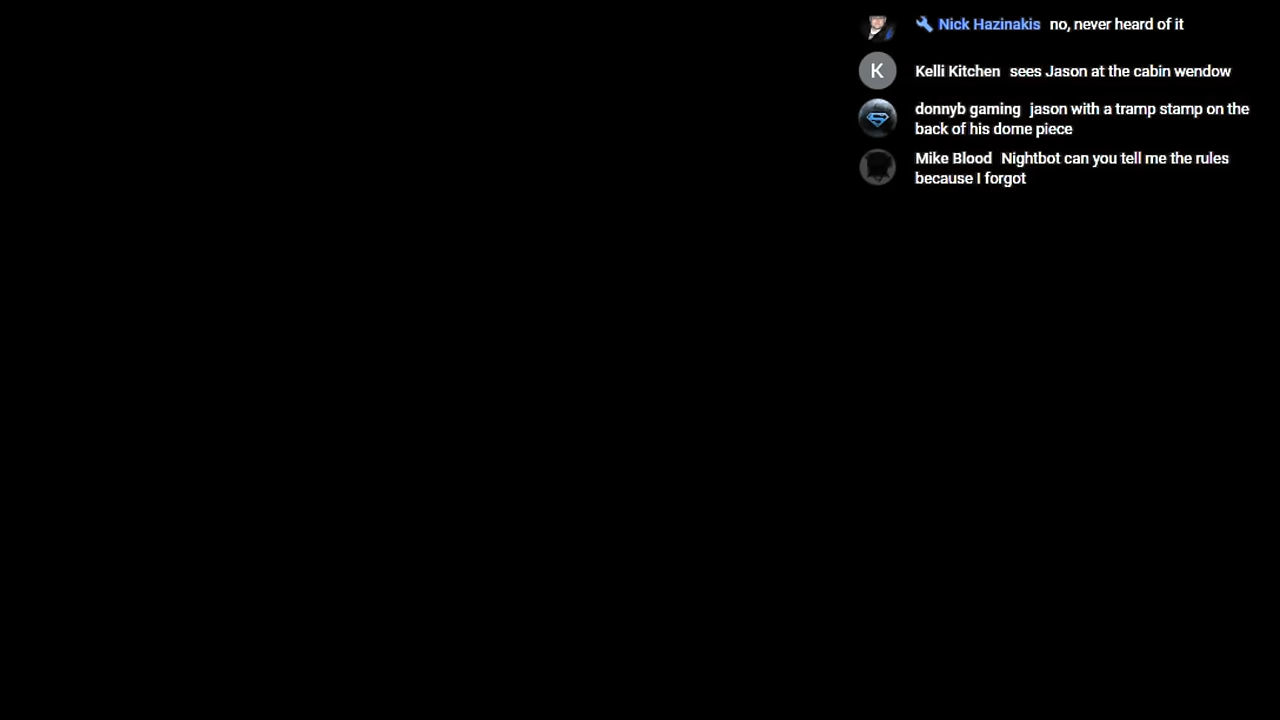 Nick Hazinakis no, never heard of it
K
Kelli Kitchen sees Jason at the cabin wendow
donnyb gaming jason with a tramp stamp on the
back of his dome piece
Mike Blood Nightbot can you tell me the rules
because I forgot